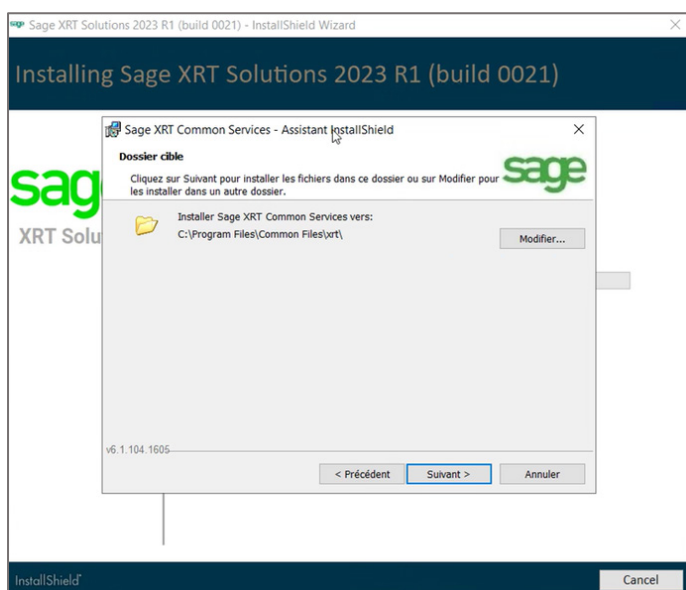 Sage XRT Solutions 2023 R1 (build 0021) - InstallShield Wizard
Installing Sage XRT Solutions 2023 R1 (build 0021)
Sage XRT Common Services - Assistant InstallShield
Dossier cible
Cliquez sur Suivant pour installer les fichiers dans ce dossier ou sur Modifier pour
les installer dans un autre dossier.
sage
sag
XRT Solu
Installer Sage XRT Common Services vers:
C:\Program Files\Common Files\xrt\
Modifier...
v6.1.104.1605
< Précédent
Suivant >
Annuler
InstallShield
Cancel